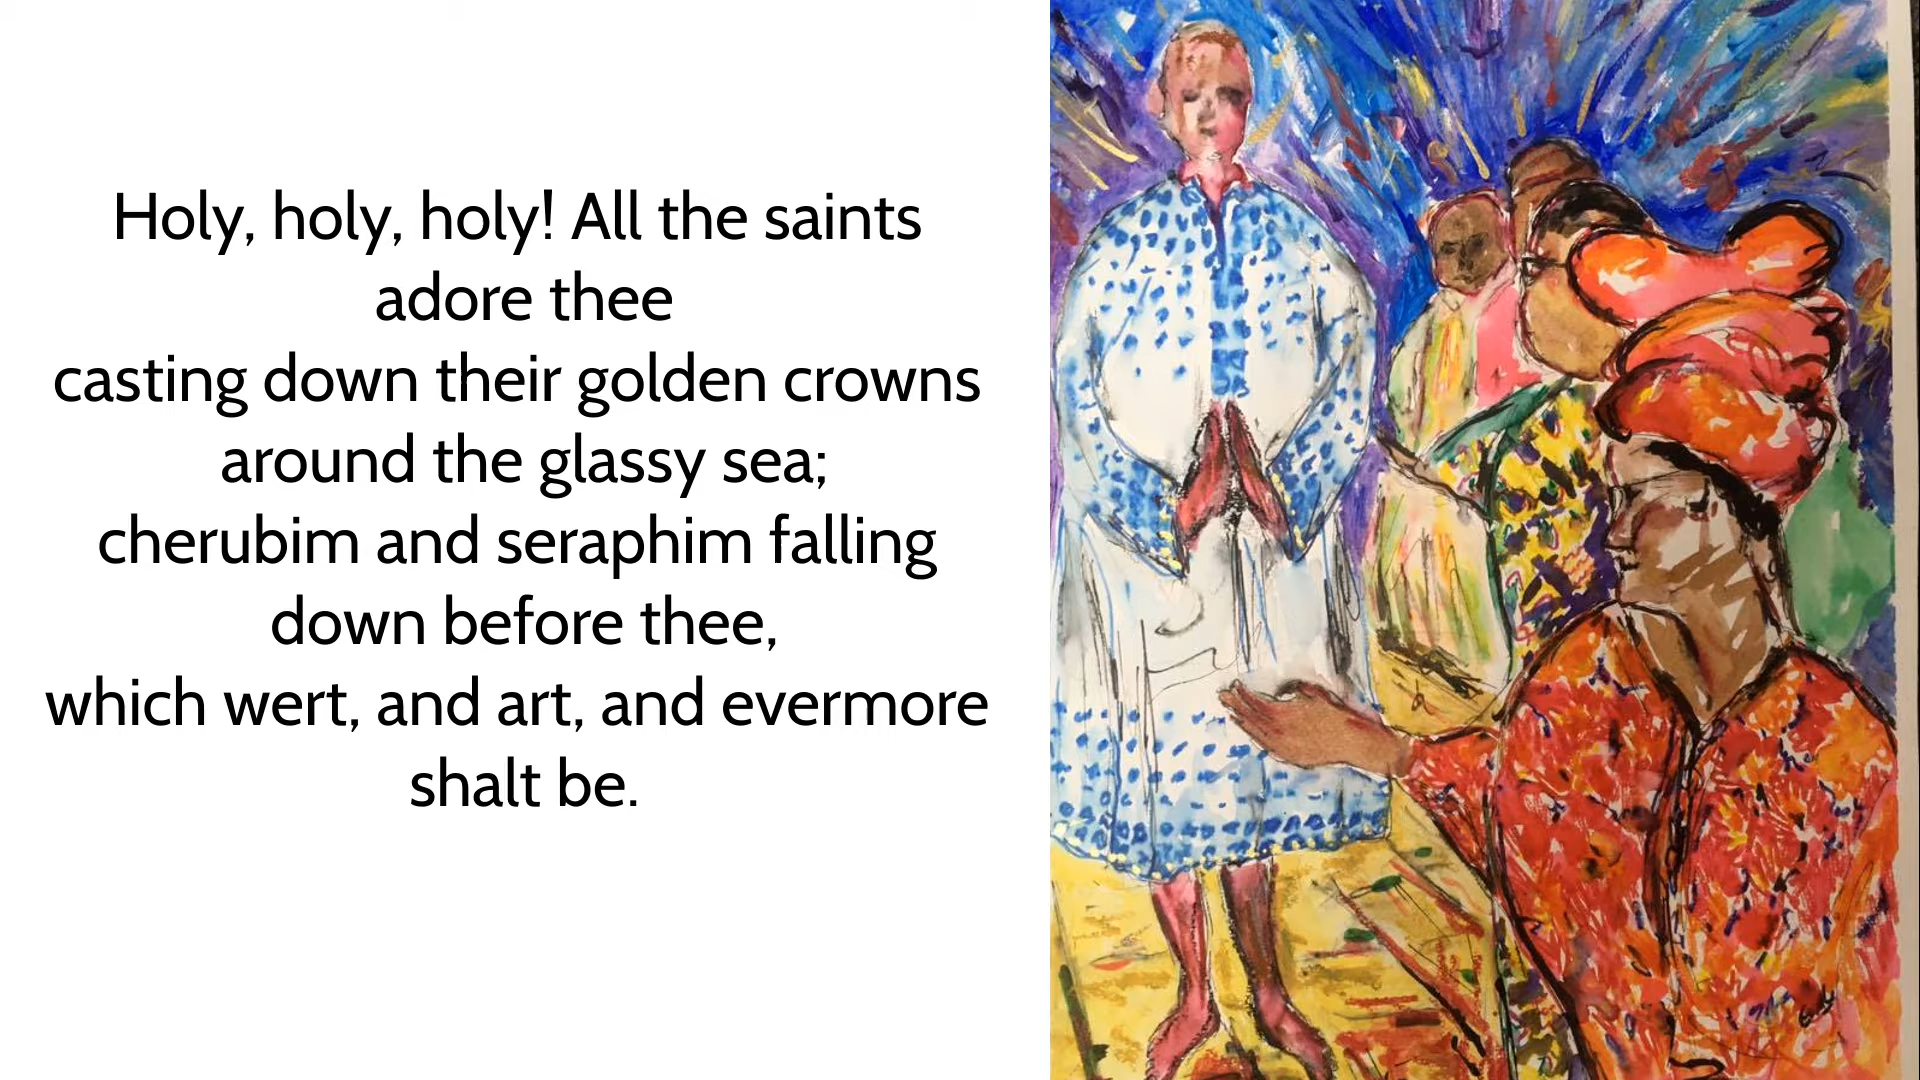 Holy, holy, holy! All the saints
adore thee
casting down their golden crowns
around the glassy sea;
cherubim and seraphim falling
down before thee,
which wert, and art, and evermore
shalt be.